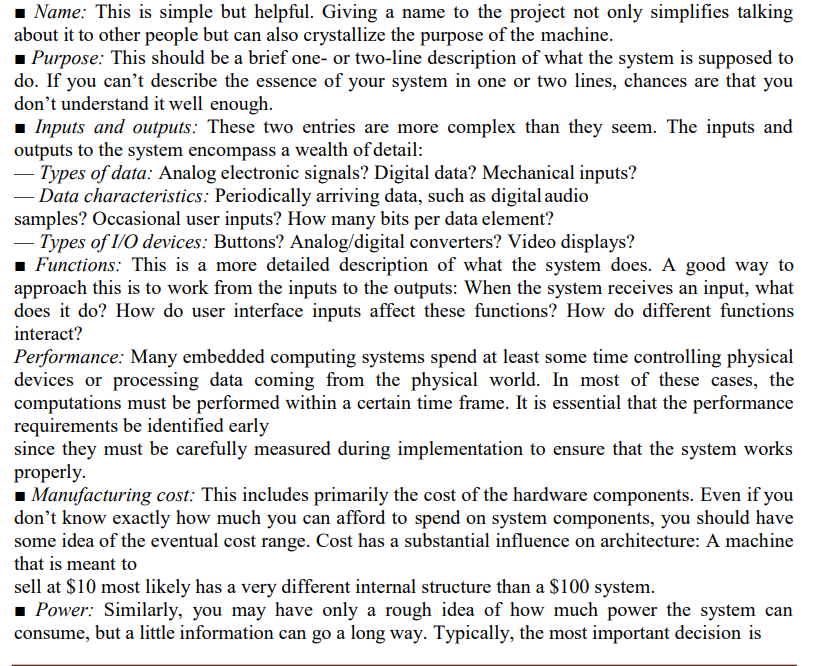 ■ Name: This is simple but helpful. Giving a name to the project not only simplifies talking
about it to other people but can also crystallize the purpose of the machine.
■ Purpose: This should be a brief one- or two-line description of what the system is supposed to
do. If you can’t describe the essence of your system in one or two lines, chances are that you
don’t understand it well enough.
■ Inputs and outputs: These two entries are more complex than they seem. The inputs and
outputs to the system encompass a wealth of detail:
— Types of data: Analog electronic signals? Digital data? Mechanical inputs?
— Data characteristics: Periodically arriving data, such as digital audio
samples? Occasional user inputs? How many bits per data element?
— Types of I/O devices: Buttons? Analog/digital converters? Video displays?
■ Functions: This is a more detailed description of what the system does. A good way to
approach this is to work from the inputs to the outputs: When the system receives an input, what
does it do? How do user interface inputs affect these functions? How do different functions
interact?
Performance: Many embedded computing systems spend at least some time controlling physical
devices or processing data coming from the physical world. In most of these cases, the
computations must be performed within a certain time frame. It is essential that the performance
requirements be identified early
since they must be carefully measured during implementation to ensure that the system works
properly.
■ Manufacturing cost: This includes primarily the cost of the hardware components. Even if you
don’t know exactly how much you can afford to spend on system components, you should have
some idea of the eventual cost range. Cost has a substantial influence on architecture: A machine
that is meant to
sell at $10 most likely has a very different internal structure than a $100 system.
■ Power: Similarly, you may have only a rough idea of how much power the system can
consume, but a little information can go a long way. Typically, the most important decision is